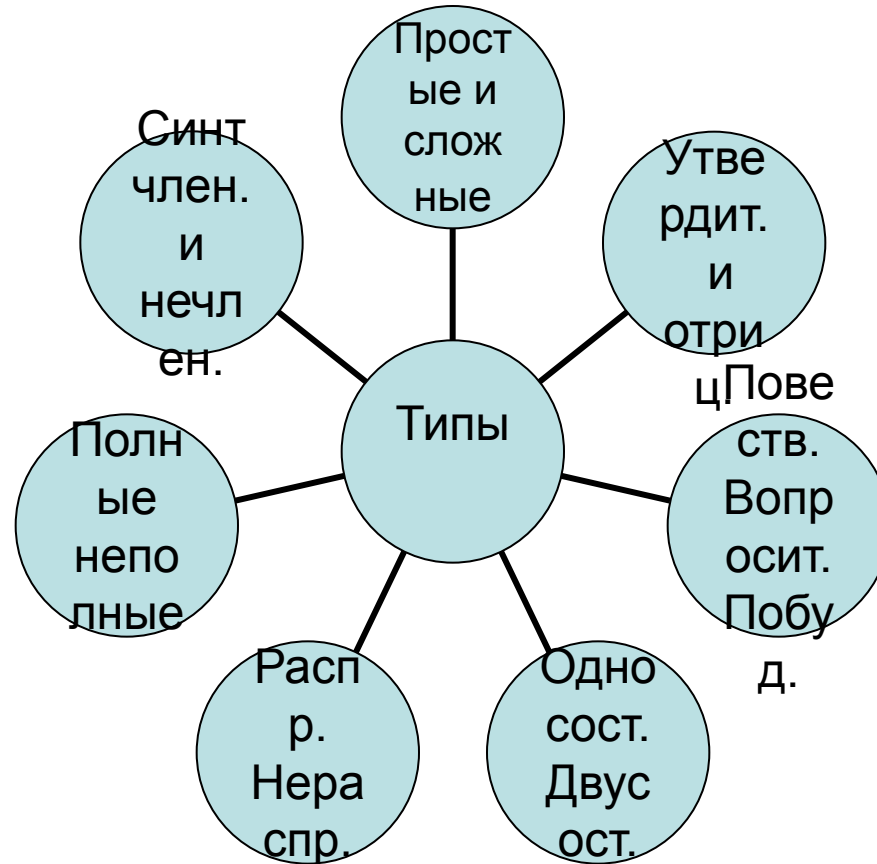 Прост
ые и
слож
ные
Утве
рдит.
и
отри
ц.
Пове
ств.
Вопр
осит.
Побу
д.
Одно
сост.
Двус
ост.
Расп
р.
Нера
спр.
Полн
ые
непо
лные
Синт
член.
и
нечл
ен.
Типы